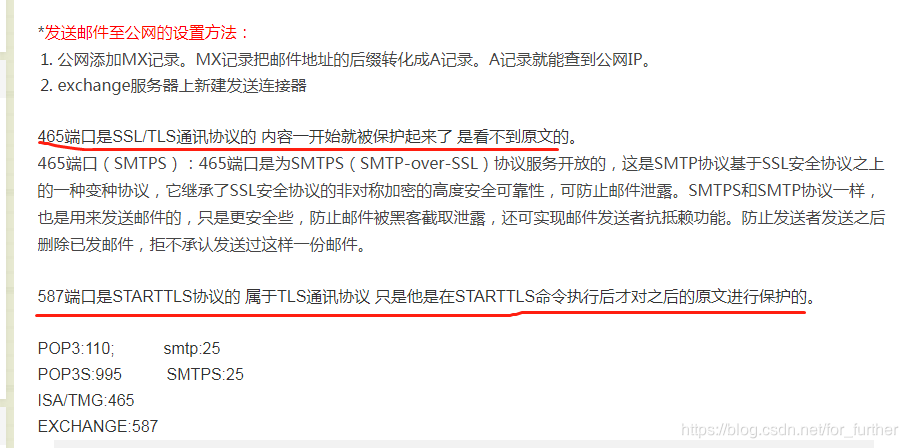 *发送邮件至公网的设置方法：
1. 公网添加MX记录。MX记录把邮件地址的后缀转化成A记录。A记录就能查到公网IP。
2. exchange服务器上新建发送连接器
465端口是SSL/TLS通讯协议的 内容一开始就被保护起来了 是看不到原文的。
465端口（SMTPS）：465端口是为SMTPS（SMTP-over-SSL）协议服务开放的，这是SMTP协议基于SSL安全协议之上
的一种变种协议，它继承了SSL安全协议的非对称加密的高度安全可靠性，可防止邮件泄露。SMTPS和SMTP协议一样，
也是用来发送邮件的，只是更安全些，防止邮件被黑客截取泄露，还可实现邮件发送者抗抵赖功能。防止发送者发送之后
删除已发邮件，拒不承认发送过这样一份邮件。
587端口是STARTTLS协议的 属于TLS通讯协议 只是他是在STARTTLS命令执行后才对之后的原文进行保护的。
POP3:110; smtp:25
POP3S:995 SMTPS:25
ISA/TMG:465
EXCHANGE:587
https://blog.csdn.net/for_further